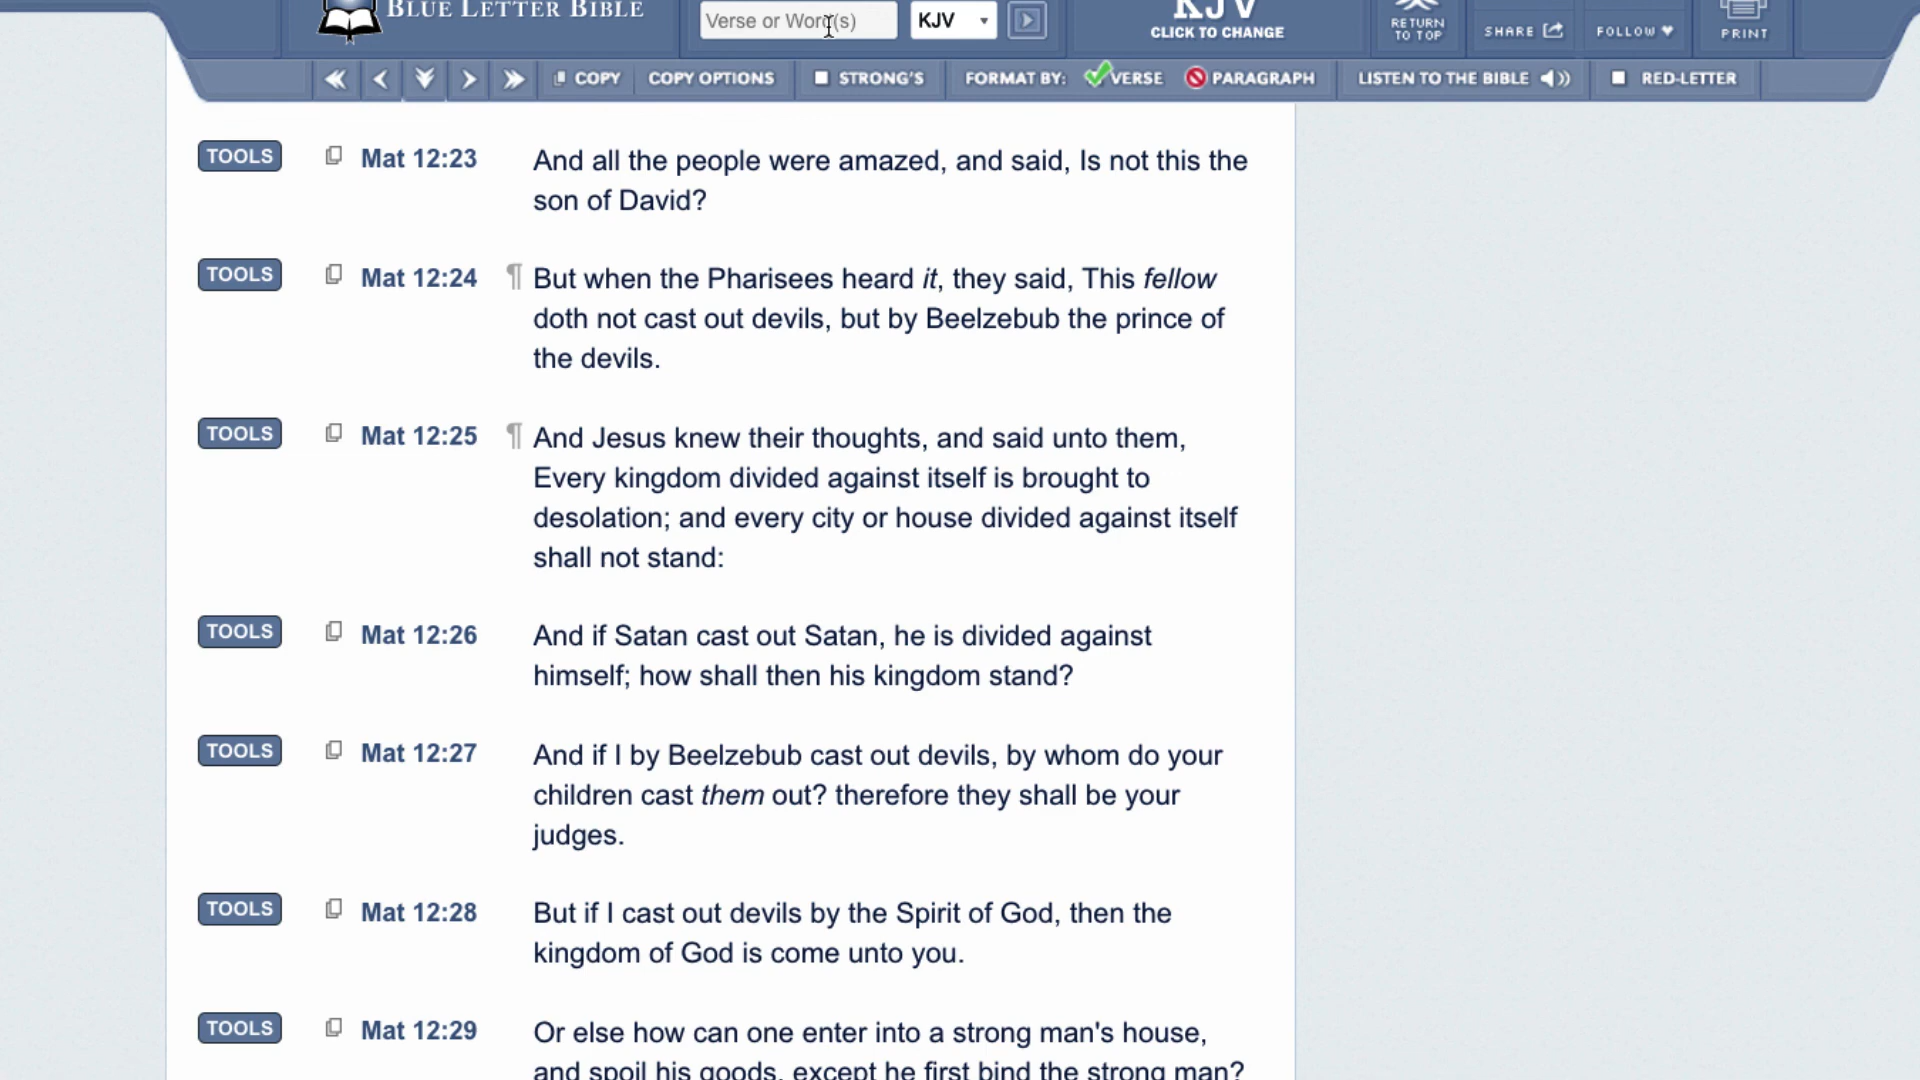 BLUE LETTER BIBLE
Verse or Word(s)
KJV
KJV
CLICK TO CHANGE
RETURN
TO TOP
SHARE
FOLLOW
PRINT
COPY
COPY OPTIONS
STRONG'S
FORMAT BY:
VERSE
PARAGRAPH
LISTEN TO THE BIBLE
RED-LETTER
TOOLS Mat 12:23 And all the people were amazed, and said, Is not this the
son of David?
TOOLS Mat 12:24 ¶ But when the Pharisees heard it, they said, This fellow
doth not cast out devils, but by Beelzebub the prince of
the devils.
TOOLS Mat 12:25 ¶ And Jesus knew their thoughts, and said unto them,
Every kingdom divided against itself is brought to
desolation; and every city or house divided against itself
shall not stand:
TOOLS Mat 12:26 And if Satan cast out Satan, he is divided against
himself; how shall then his kingdom stand?
TOOLS Mat 12:27 And if I by Beelzebub cast out devils, by whom do your
children cast them out? therefore they shall be your
judges.
TOOLS Mat 12:28 But if I cast out devils by the Spirit of God, then the
kingdom of God is come unto you.
TOOLS Mat 12:29 Or else how can one enter into a strong man's house,
and spoil his goods, except he first bind the strong man?